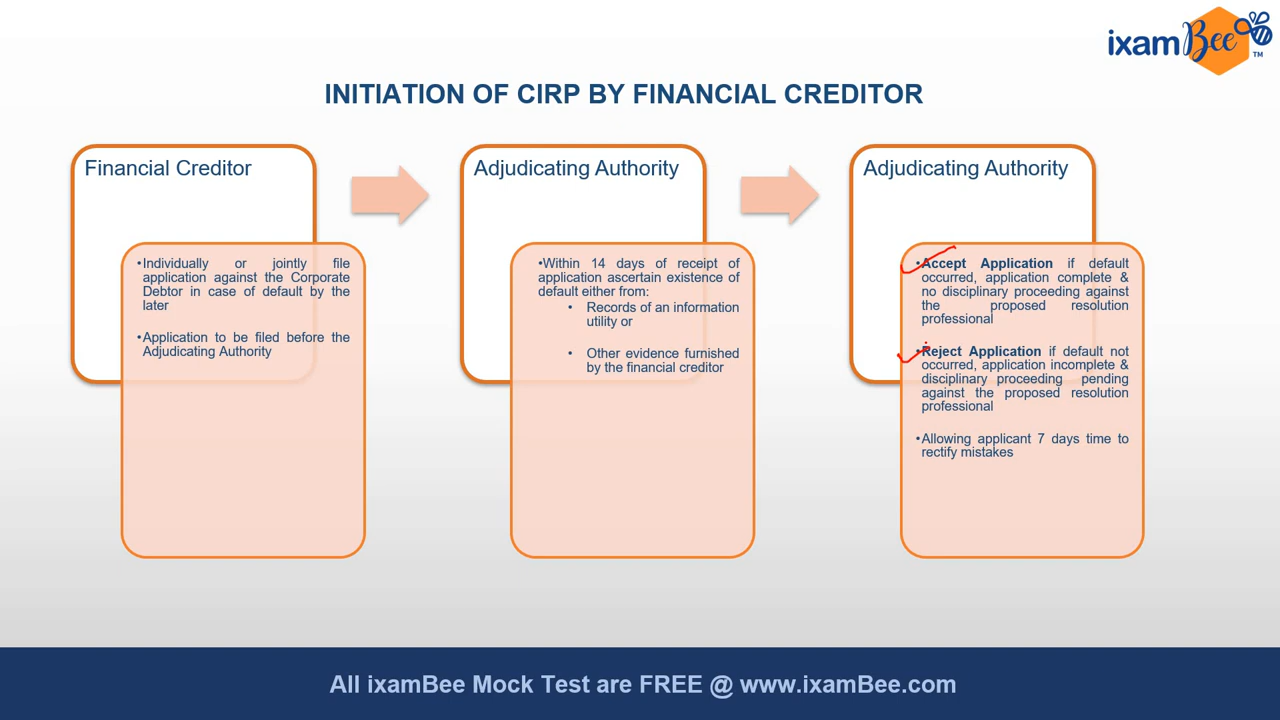 ixamBee
TM
INITIATION OF CIRP BY FINANCIAL CREDITOR
Financial Creditor
•Individually or jointly file
application against the Corporate
Debtor in case of default by the
later
•Application to be filed before the
Adjudicating Authority
Adjudicating Authority
•Within 14 days of receipt of
application ascertain existence of
default either from:
• Records of an information
utility or
• Other evidence furnished
by the financial creditor
Adjudicating Authority
•Accept Application if default
occurred, application complete &
no disciplinary proceeding against
the proposed resolution
professional
•Reject Application if default not
occurred, application incomplete &
disciplinary proceeding pending
against the proposed resolution
professional
•Allowing applicant 7 days time to
rectify mistakes
All ixamBee Mock Test are FREE @ www.ixamBee.com